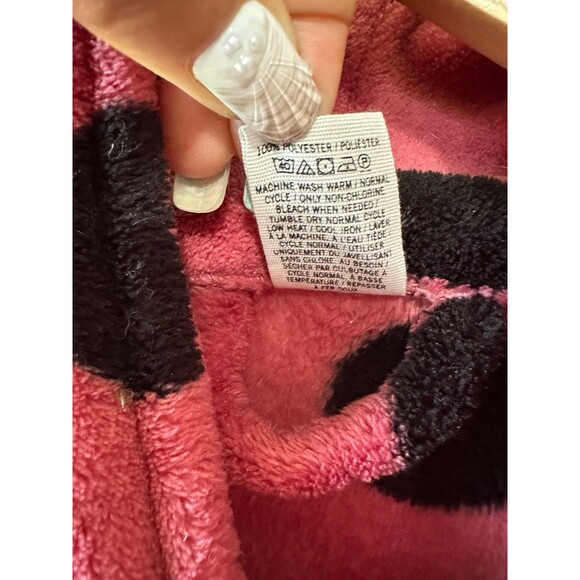 100% POLYESTER / POLIÉSTER
40 P
MACHINE WASH WARM / NORMAL
CYCLE / ONLY NON-CHLORINE
BLEACH WHEN NEEDED /
TUMBLE DRY NORMAL CYCLE
LOW HEAT / COOL IRON / LAVER
À LA MACHINE, À L'EAU TIÈDE
CYCLE NORMAL / UTILISER
UNIQUEMENT DU JAVELLISANT
SANS CHLORE, AU BESOIN /
SÉCHER PAR CULBUTAGE À
CYCLE NORMAL À BASSE
TEMPÉRATURE / REPASSER
À FER DOUX